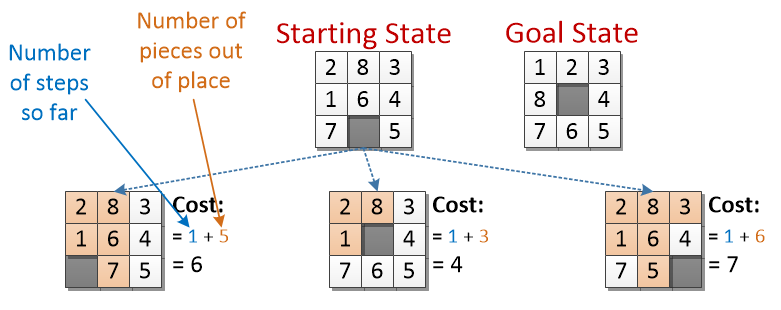 Number
of steps
so far
Number of
pieces out
of place
Starting State
2 8 3
1 6 4
7 5
Goal State
1 2 3
8 4
7 6 5
2 8 3
1 6 4
7 5
Cost:
= 1 + 5
= 6
2 8 3
1 4
7 6 5
Cost:
= 1 + 3
= 4
2 8 3
1 6 4
7 5
Cost:
= 1 + 6
= 7